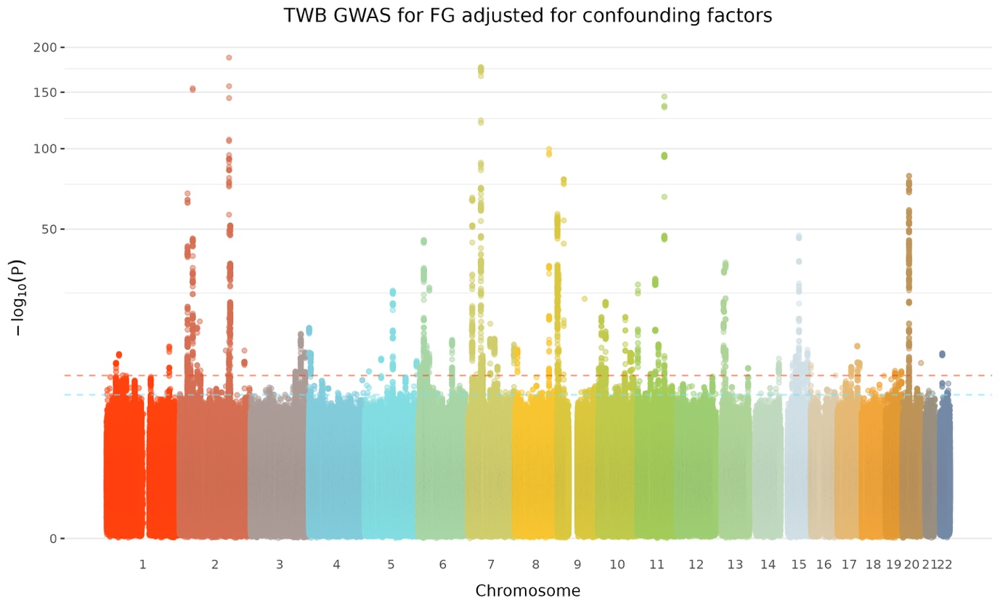 TWB GWAS for FG adjusted for confounding factors
200
150
100
50
0
−log10(P)
1 2 3 4 5 6 7 8 9 10 11 12 13 14 15 16 17 18 19 20 21 22
Chromosome